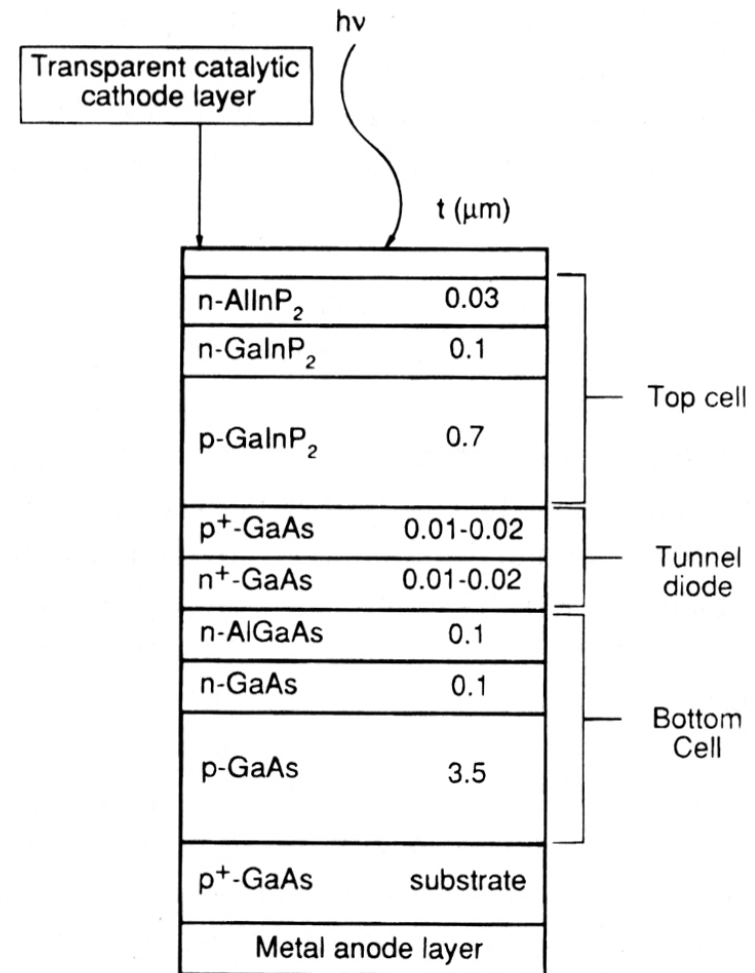 hν
Transparent catalytic
cathode layer
t (μm)
n-AlInP₂ 0.03
n-GaInP₂ 0.1
Top cell
p-GaInP₂ 0.7
p⁺-GaAs 0.01-0.02
Tunnel
diode
n⁺-GaAs 0.01-0.02
n-AlGaAs 0.1
n-GaAs 0.1
Bottom
Cell
p-GaAs 3.5
p⁺-GaAs substrate
Metal anode layer